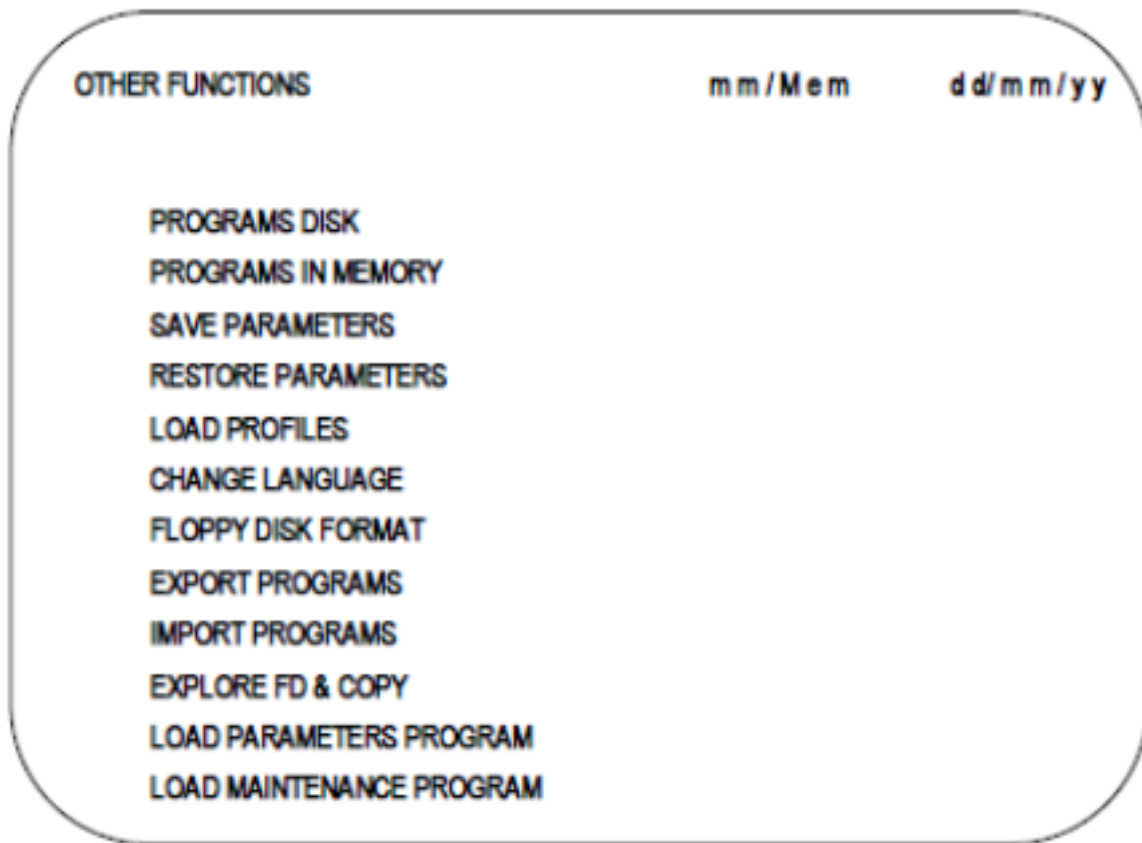 OTHER FUNCTIONS mm/Mem dd/mm/yy
PROGRAMS DISK
PROGRAMS IN MEMORY
SAVE PARAMETERS
RESTORE PARAMETERS
LOAD PROFILES
CHANGE LANGUAGE
FLOPPY DISK FORMAT
EXPORT PROGRAMS
IMPORT PROGRAMS
EXPLORE FD & COPY
LOAD PARAMETERS PROGRAM
LOAD MAINTENANCE PROGRAM